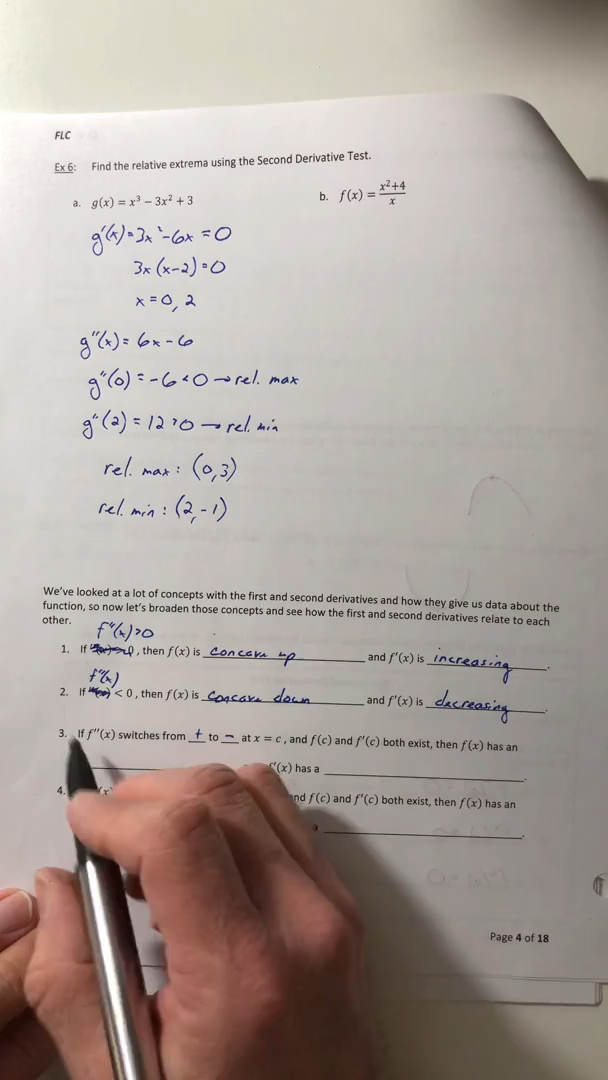 FLC
Ex 6: Find the relative extrema using the Second Derivative Test.
a. g(x) = x³ − 3x² + 3
b. f(x) = x²+4/x
g'(x) = 3x² − 6x = 0
3x (x−2) = 0
x = 0, 2
g"(x) = 6x − 6
g"(0) = −6 < 0 → rel. max
g"(2) = 12 > 0 → rel. min
rel. max : (0,3)
rel. min : (2,−1)
We've looked at a lot of concepts with the first and second derivatives and how they give us data about the
function, so now let's broaden those concepts and see how the first and second derivatives relate to each
other.
f"(x)>0
1. If , then f(x) is concave up and f'(x) is increasing.
f"(x)
2. If < 0 , then f(x) is concave down and f'(x) is decreasing.
3. If f''(x) switches from + to − at x = c, and f(c) and f'(c) both exist, then f(x) has an
f'(x) has a .
4. and f(c) and f'(c) both exist, then f(x) has an
a .
Page 4 of 18